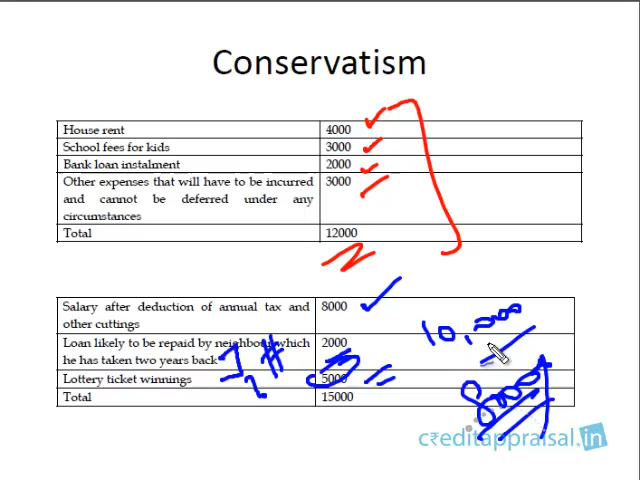 Conservatism
House rent 4000
School fees for kids 3000
Bank loan instalment 2000
Other expenses that will have to be incurred 3000
and cannot be deferred under any
circumstances
Total 12000
Salary after deduction of annual tax and 8000
other cuttings
10,000
Loan likely to be repaid by neighbour which 2000
he has taken two years back
Lottery ticket winnings 5000
8000
Total 15000
creditappraisal.in